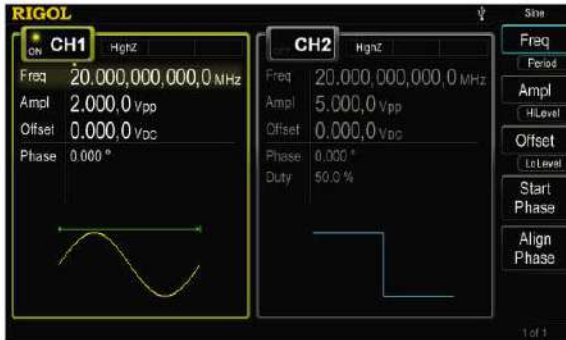 RIGOL
Sine
ON CH1 HighZ
Freq 20.000,000,000,0 MHz
Ampl 2.000,0 Vpp
Offset 0.000,0 VDC
Phase 0.000 °
OFF CH2 HighZ
Freq 20.000,000,000,0 MHz
Ampl 5.000,0 Vpp
Offset 0.000,0 VDC
Phase 0.000 °
Duty 50.0 %
Freq
Period
Ampl
HiLevel
Offset
LoLevel
Start
Phase
Align
Phase
1 of 1